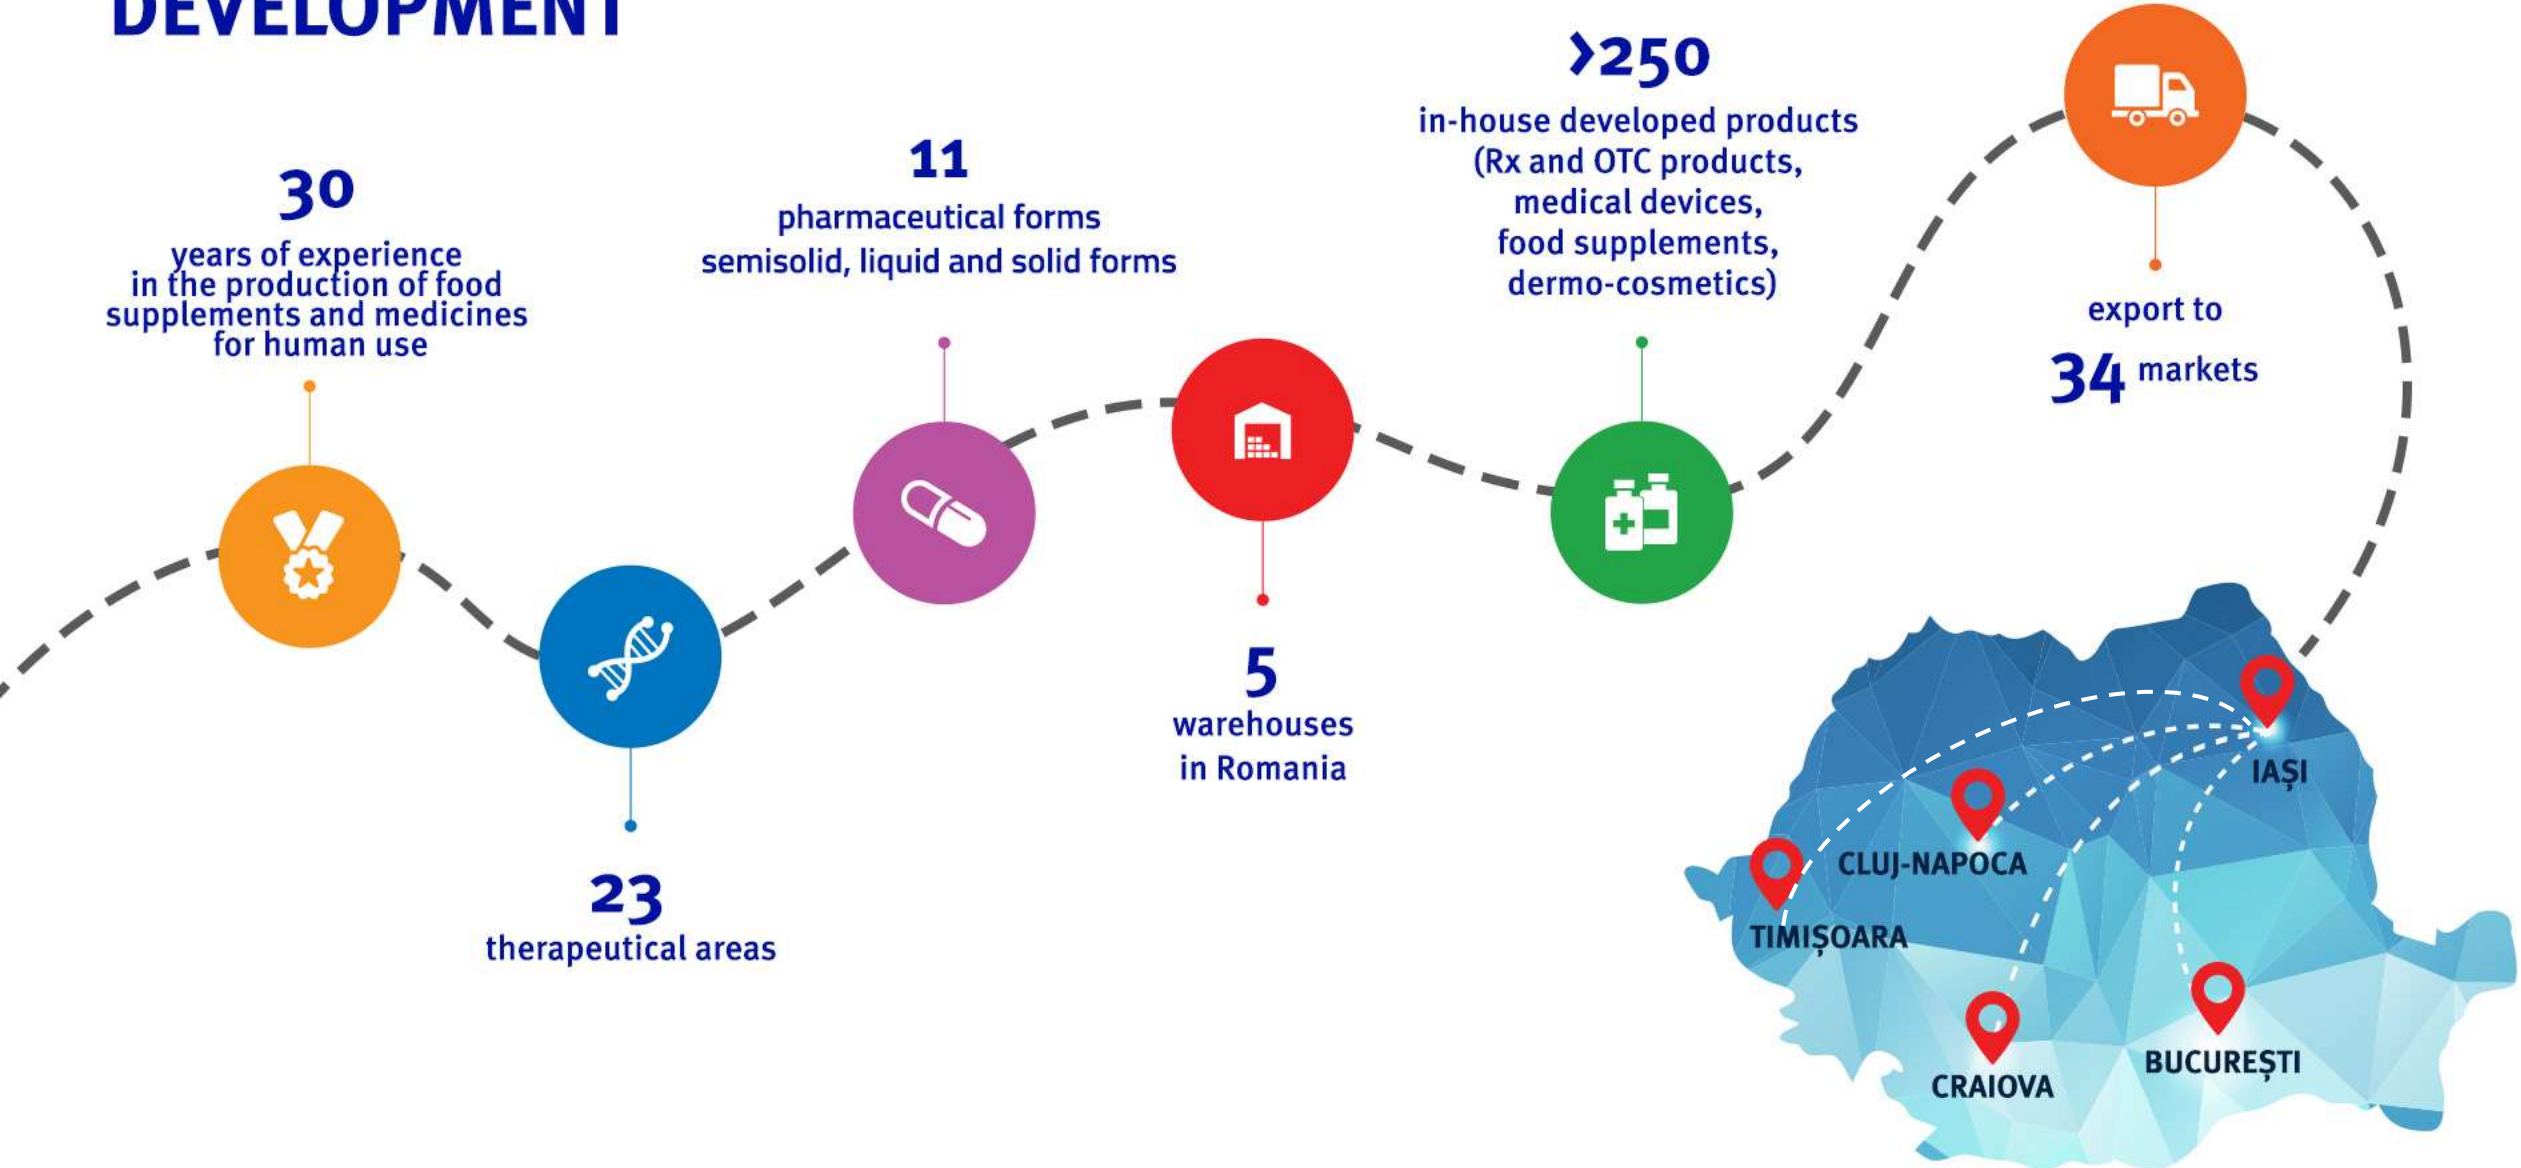 DEVELOPMENT
30
years of experience
in the production of food
supplements and medicines
for human use
23
therapeutical areas
11
pharmaceutical forms
semisolid, liquid and solid forms
5
warehouses
in Romania
>250
in-house developed products
(Rx and OTC products,
medical devices,
food supplements,
dermo-cosmetics)
export to
34 markets
IAȘI
CLUJ-NAPOCA
TIMIȘOARA
BUCUREȘTI
CRAIOVA